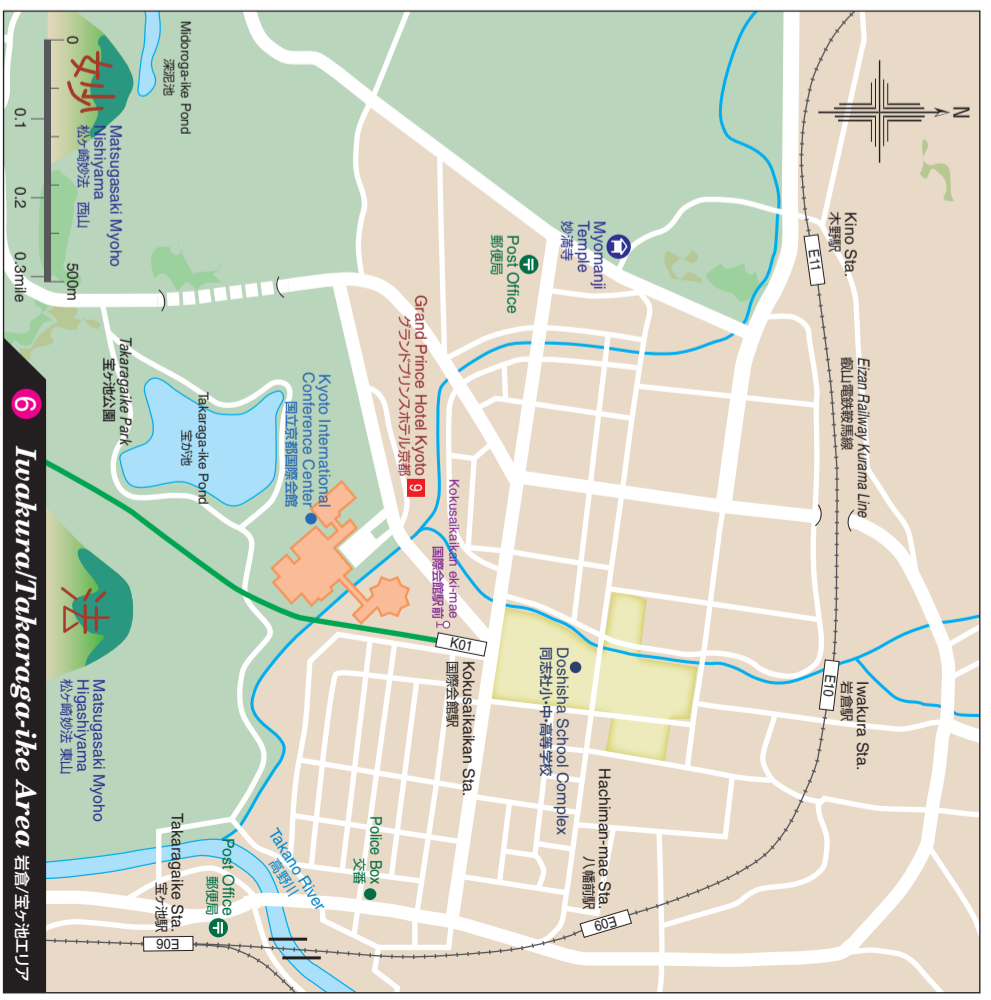 N
Kino Sta.
木野駅
E11
Eizan Railway Kurama Line
叡山電鉄鞍馬線
Iwakura Sta.
岩倉駅
E10
Myomanji
Temple
妙満寺
Post Office
郵便局
Doshisha School Complex
同志社小・中・高等学校
Hachiman-mae Sta.
八幡前駅
E09
Grand Prince Hotel Kyoto 9
グランドプリンスホテル京都
Kokusaikaikan eki-mae
国際会館駅前
K01
Kokusaikaikan Sta.
国際会館駅
Kyoto International
Conference Center
国立京都国際会館
Police Box
交番
Takano River
高野川
Post Office
郵便局
Takaragaike Sta.
宝ヶ池駅
E06
Takaraga-ike Pond
宝が池
Takaragaike Park
宝ヶ池公園
Midoroga-ike Pond
深泥池
妙
Matsugasaki Myoho
Nishiyama
松ヶ崎妙法 西山
法
Matsugasaki Myoho
Higashiyama
松ヶ崎妙法 東山
0
500m
0.1
0.2
0.3mile
6 Iwakura/Takaraga-ike Area 岩倉/宝ヶ池エリア